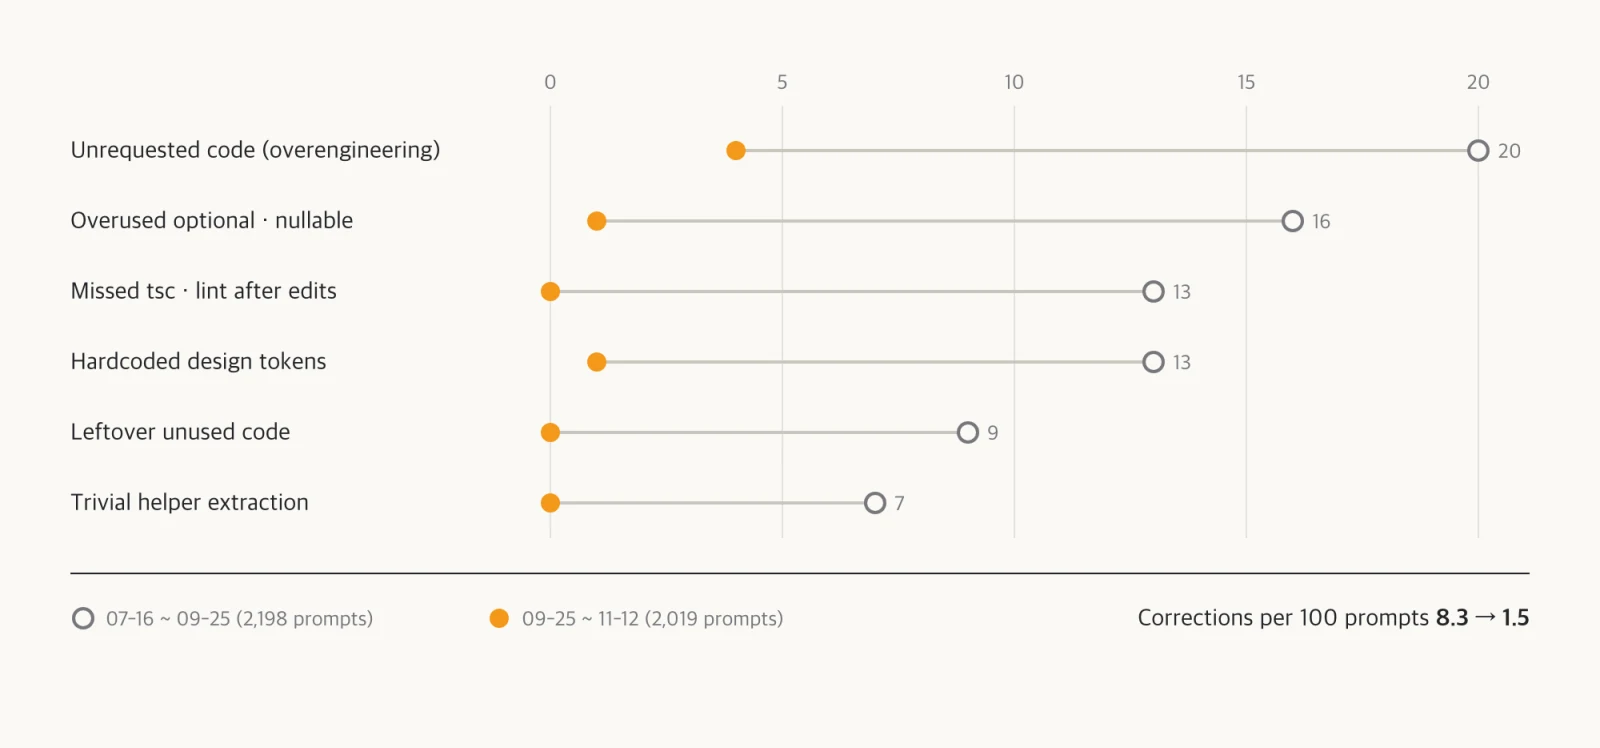 0 5 10 15 20
Unrequested code (overengineering) 20
Overused optional · nullable 16
Missed tsc · lint after edits 13
Hardcoded design tokens 13
Leftover unused code 9
Trivial helper extraction 7
07-16 ~ 09-25 (2,198 prompts) 09-25 ~ 11-12 (2,019 prompts) Corrections per 100 prompts 8.3 → 1.5